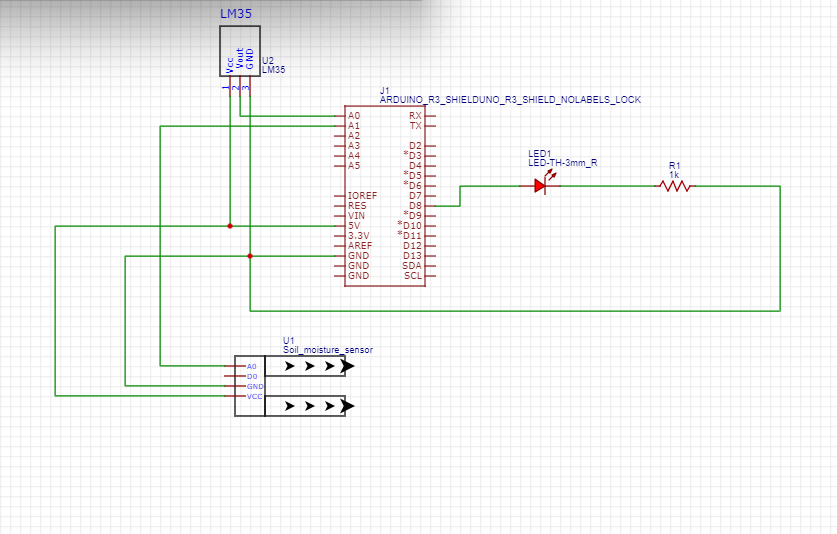 LM35
Vcc
Vout
GND
1
2
3
U2
LM35
J1
ARDUINO_R3_SHIELDUNO_R3_SHIELD_NOLABELS_LOCK
A0
A1
A2
A3
A4
A5
IOREF
RES
VIN
5V
3.3V
AREF
GND
GND
GND
RX
TX
D2
*D3
D4
*D5
*D6
D7
D8
*D9
*D10
*D11
D12
D13
SDA
SCL
LED1
LED-TH-3mm_R
R1
1k
U1
Soil_moisture_sensor
A0
D0
GND
VCC